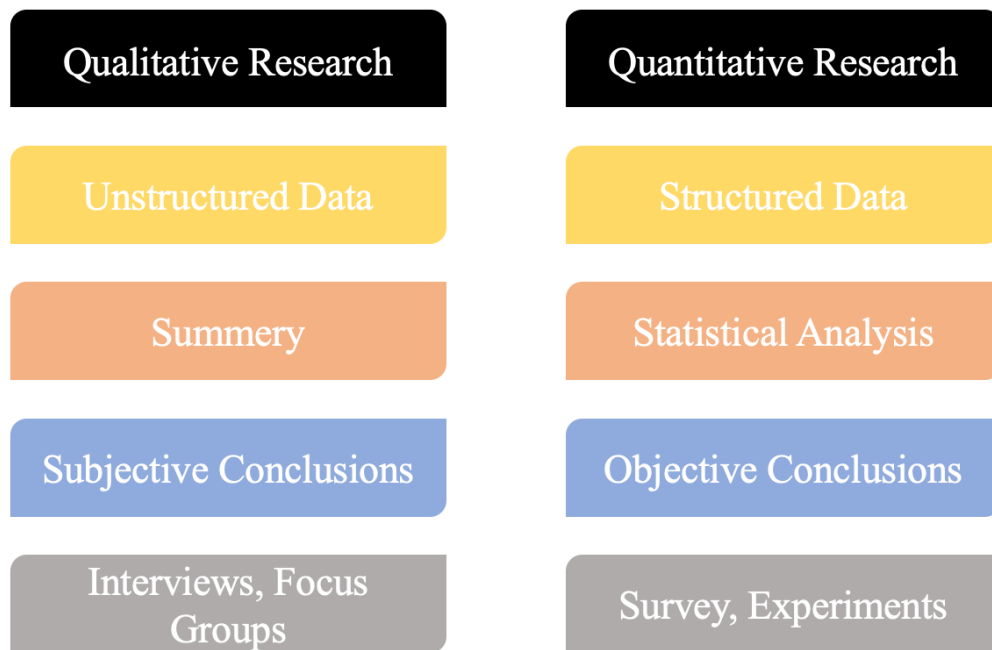 Qualitative Research
Quantitative Research
Unstructured Data
Structured Data
Summery
Statistical Analysis
Subjective Conclusions
Objective Conclusions
Interviews, Focus
Groups
Survey, Experiments